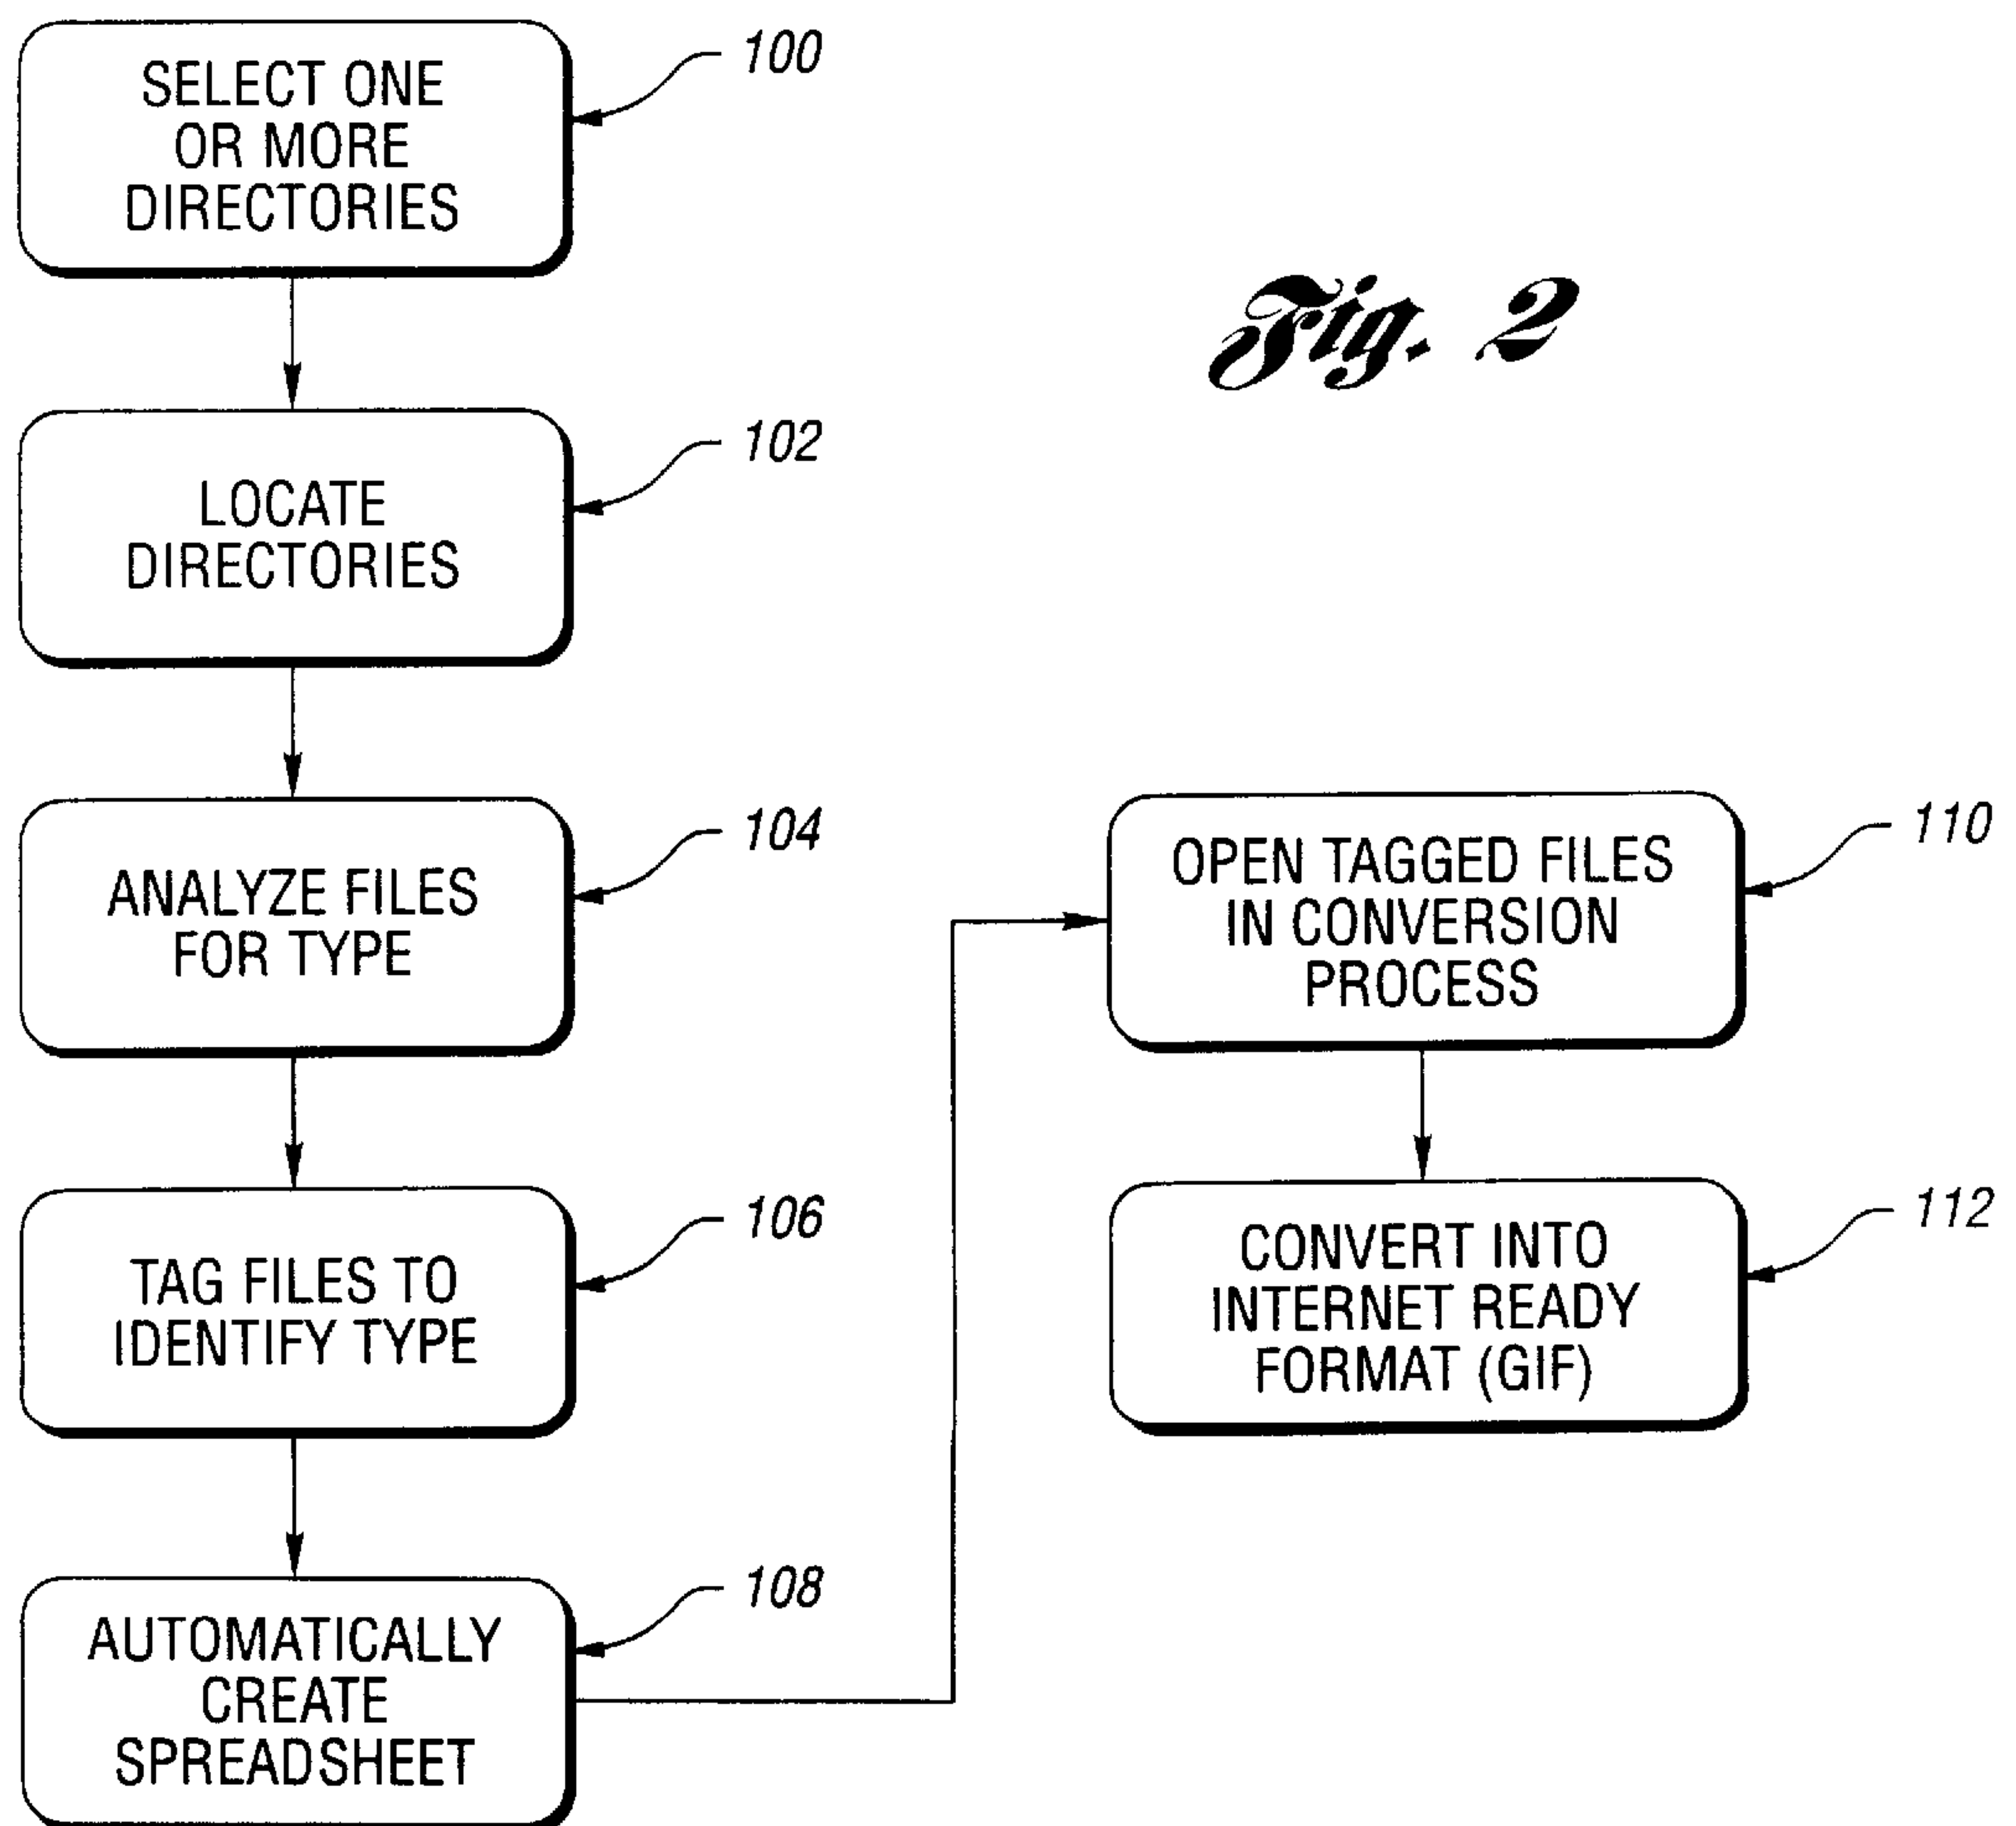 SELECT ONE
OR MORE
DIRECTORIES
100
Fig. 2
LOCATE
DIRECTORIES
102
ANALYZE FILES
FOR TYPE
104
TAG FILES TO
IDENTIFY TYPE
106
AUTOMATICALLY
CREATE
SPREADSHEET
108
OPEN TAGGED FILES
IN CONVERSION
PROCESS
110
CONVERT INTO
INTERNET READY
FORMAT (GIF)
112